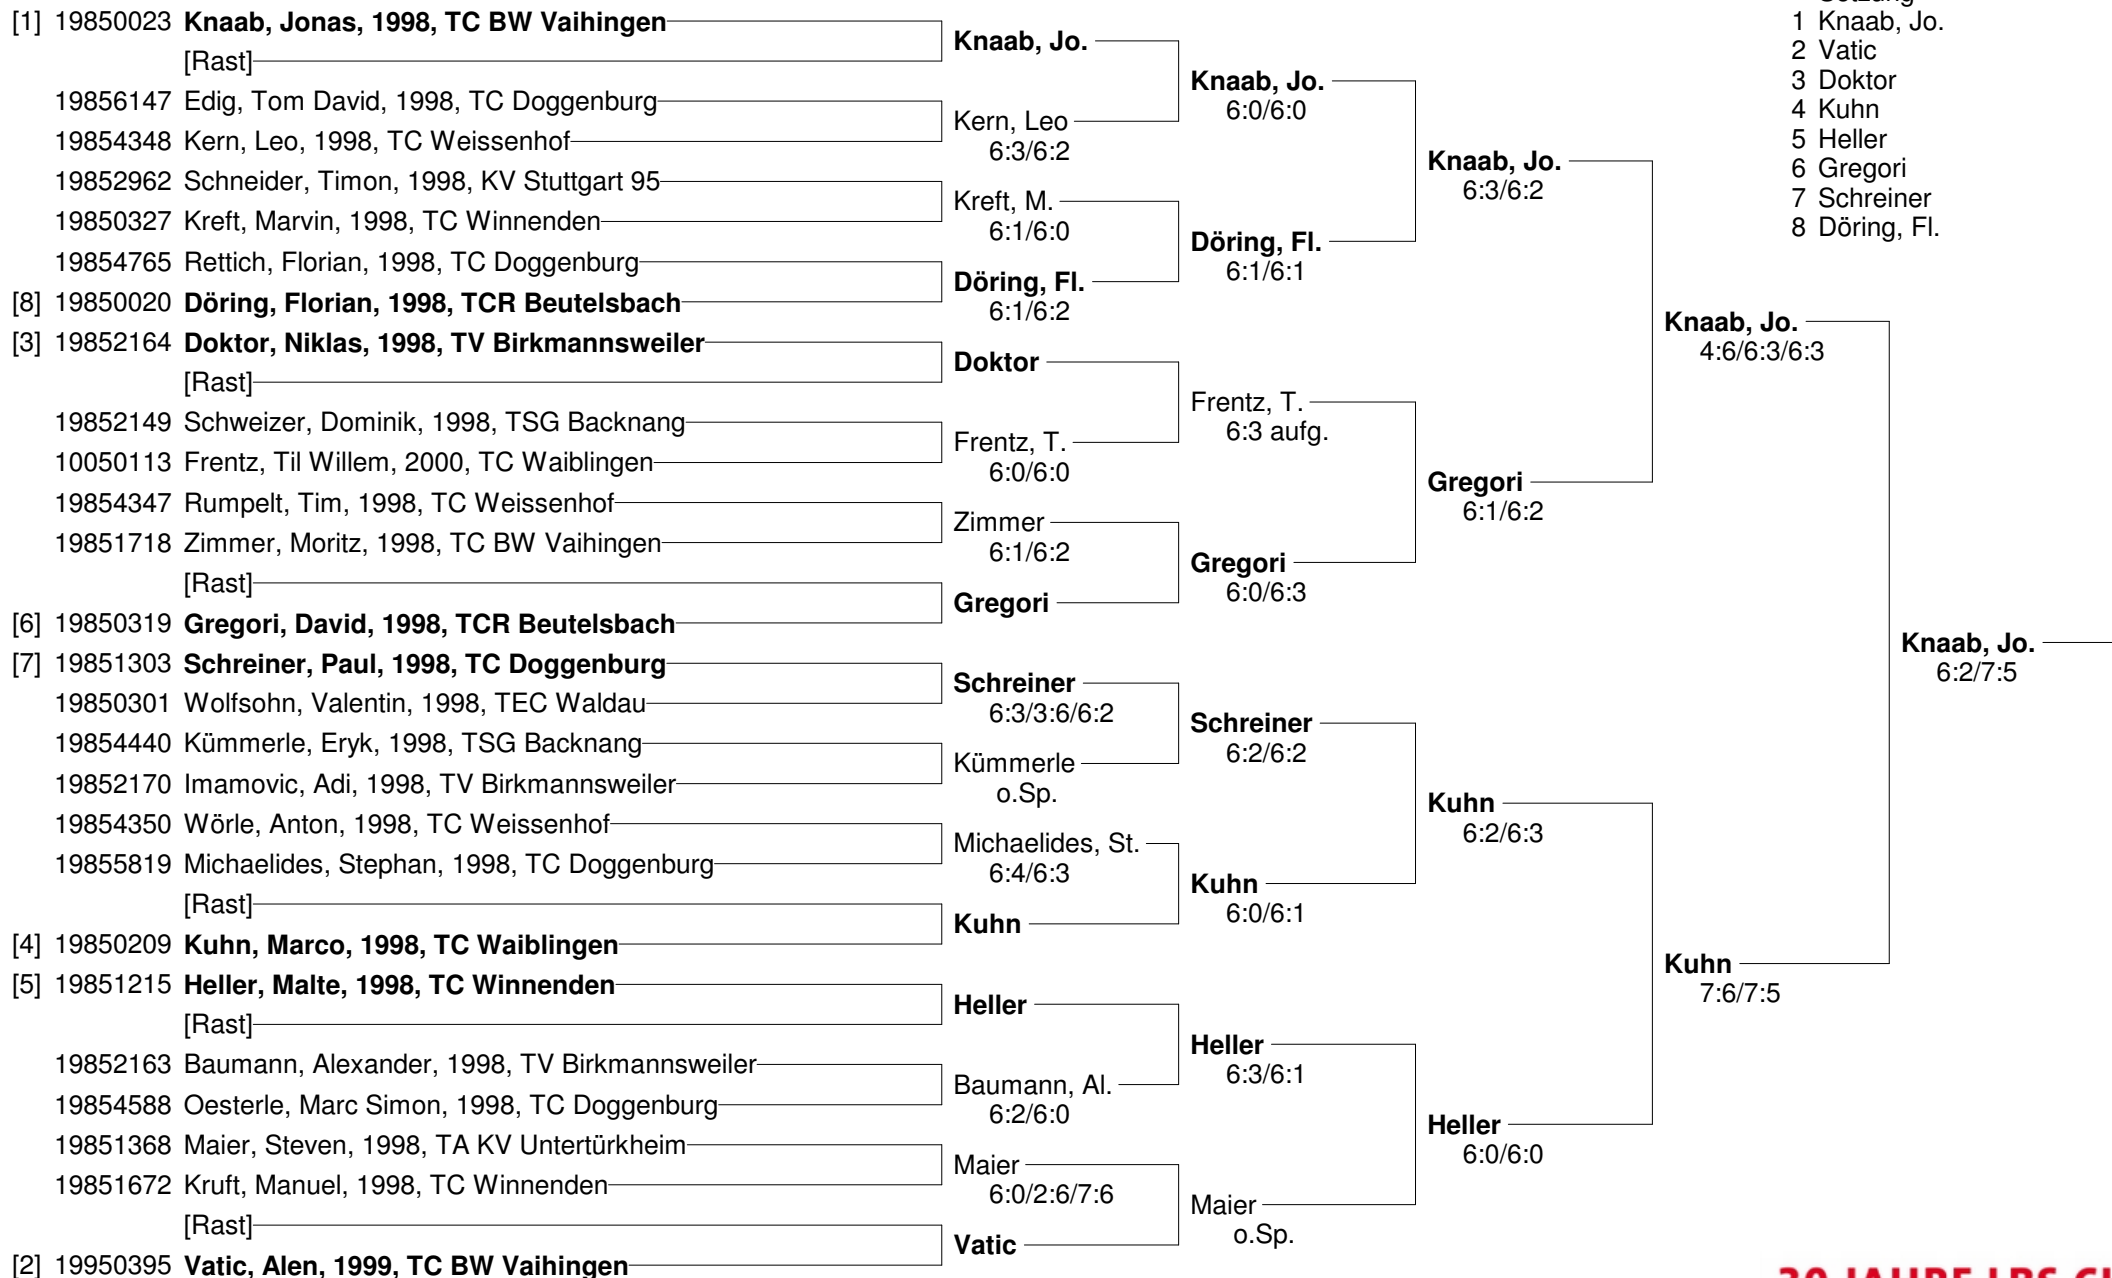 [1] 19850023 Knaab, Jonas, 1998, TC BW Vaihingen
[Rast]
19856147 Edig, Tom David, 1998, TC Doggenburg
19854348 Kern, Leo, 1998, TC Weissenhof
19852962 Schneider, Timon, 1998, KV Stuttgart 95
19850327 Kreft, Marvin, 1998, TC Winnenden
19854765 Rettich, Florian, 1998, TC Doggenburg
[8] 19850020 Döring, Florian, 1998, TCR Beutelsbach
[3] 19852164 Doktor, Niklas, 1998, TV Birkmannsweiler
[Rast]
19852149 Schweizer, Dominik, 1998, TSG Backnang
10050113 Frentz, Til Willem, 2000, TC Waiblingen
19854347 Rumpelt, Tim, 1998, TC Weissenhof
19851718 Zimmer, Moritz, 1998, TC BW Vaihingen
[Rast]
[6] 19850319 Gregori, David, 1998, TCR Beutelsbach
[7] 19851303 Schreiner, Paul, 1998, TC Doggenburg
19850301 Wolfsohn, Valentin, 1998, TEC Waldau
19854440 Kümmerle, Eryk, 1998, TSG Backnang
19852170 Imamovic, Adi, 1998, TV Birkmannsweiler
19854350 Wörle, Anton, 1998, TC Weissenhof
19855819 Michaelides, Stephan, 1998, TC Doggenburg
[Rast]
[4] 19850209 Kuhn, Marco, 1998, TC Waiblingen
[5] 19851215 Heller, Malte, 1998, TC Winnenden
[Rast]
19852163 Baumann, Alexander, 1998, TV Birkmannsweiler
19854588 Oesterle, Marc Simon, 1998, TC Doggenburg
19851368 Maier, Steven, 1998, TA KV Untertürkheim
19851672 Kruft, Manuel, 1998, TC Winnenden
[Rast]
[2] 19950395 Vatic, Alen, 1999, TC BW Vaihingen
Knaab, Jo.
Kern, Leo
6:3/6:2
Kreft, M.
6:1/6:0
Döring, Fl.
6:1/6:2
Doktor
Frentz, T.
6:0/6:0
Zimmer
6:1/6:2
Gregori
Schreiner
6:3/3:6/6:2
Kümmerle
o.Sp.
Michaelides, St.
6:4/6:3
Kuhn
Heller
Baumann, Al.
6:2/6:0
Maier
6:0/2:6/7:6
Vatic
Knaab, Jo.
6:0/6:0
Döring, Fl.
6:1/6:1
Frentz, T.
6:3 aufg.
Gregori
6:0/6:3
Schreiner
6:2/6:2
Kuhn
6:0/6:1
Heller
6:3/6:1
Maier
o.Sp.
Knaab, Jo.
6:3/6:2
Gregori
6:1/6:2
Kuhn
6:2/6:3
Heller
6:0/6:0
Knaab, Jo.
4:6/6:3/6:3
Kuhn
7:6/7:5
Knaab, Jo.
6:2/7:5
1 Knaab, Jo.
2 Vatic
3 Doktor
4 Kuhn
5 Heller
6 Gregori
7 Schreiner
8 Döring, Fl.